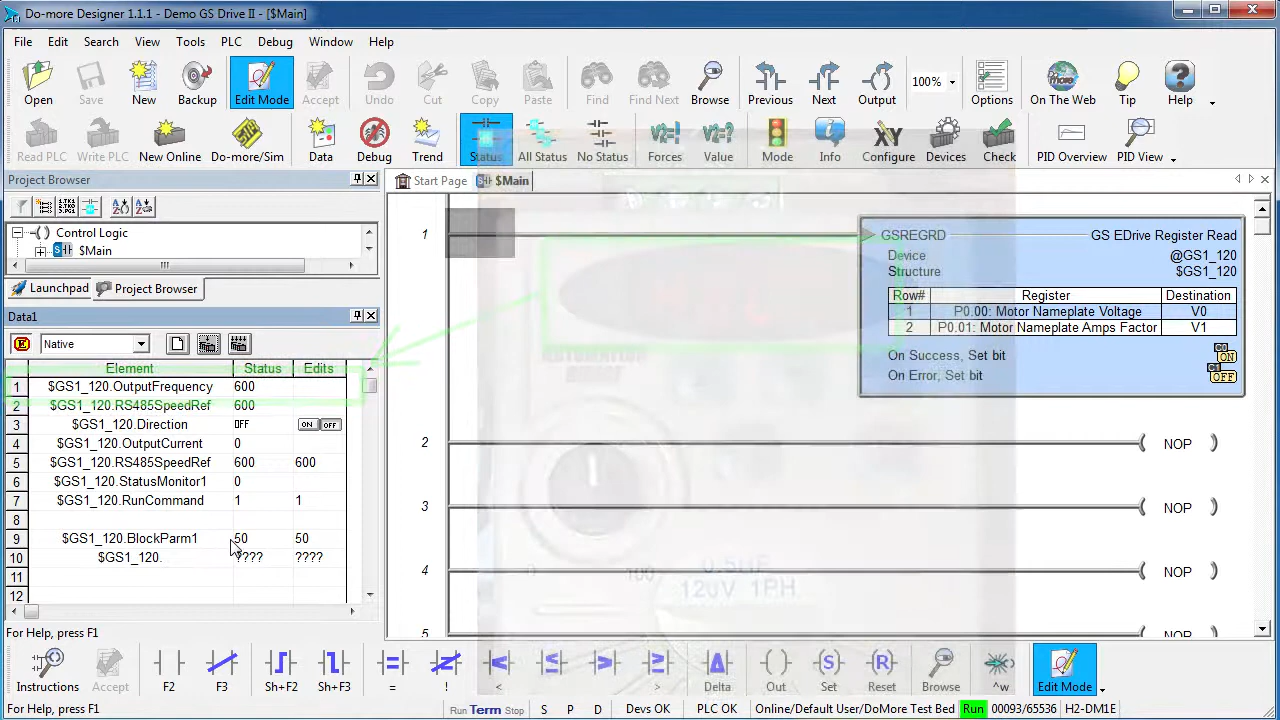 Do-more Designer 1.1.1 - Demo GS Drive II - [$Main]
File Edit Search View Tools PLC Debug Window Help
Open Save New Backup Edit Mode Accept Undo Cut Copy Paste Find Find Next Browse Previous Next Output 100% Options On The Web Tip Help
Read PLC Write PLC New Online Do-more/Sim Data Debug Trend Status All Status No Status Forces Value Mode Info Configure Devices Check PID Overview PID View
Project Browser
Start Page $Main
Control Logic
$Main
Launchpad Project Browser
Data1
Native
Element Status Edits
1 $GS1_120.OutputFrequency 600
2 $GS1_120.RS485SpeedRef 600
3 $GS1_120.Direction OFF ON OFF
4 $GS1_120.OutputCurrent 0
5 $GS1_120.RS485SpeedRef 600 600
6 $GS1_120.StatusMonitor1 0
7 $GS1_120.RunCommand 1 1
8
9 $GS1_120.BlockParm1 50 50
10 $GS1_120. ???? ????
11
12
For Help, press F1
1
GSREGRD GS EDrive Register Read
Device @GS1_120
Structure $GS1_120
Row# Register Destination
1 P0.00: Motor Nameplate Voltage V0
2 P0.01: Motor Nameplate Amps Factor V1
On Success, Set bit C0 ON
On Error, Set bit C1 OFF
AUTOMATION
DIRECT
2 NOP
3 NOP
4 NOP
5
0 100
0.5HP
120V 1PH
Instructions Accept F2 F3 Sh+F2 Sh+F3 = ! < > Delta Out Set Reset Browse ^w Edit Mode
For Help, press F1 Run Term Stop S P D Devs OK PLC OK Online/Default User/DoMore Test Bed Run 00093/65536 H2-DM1E